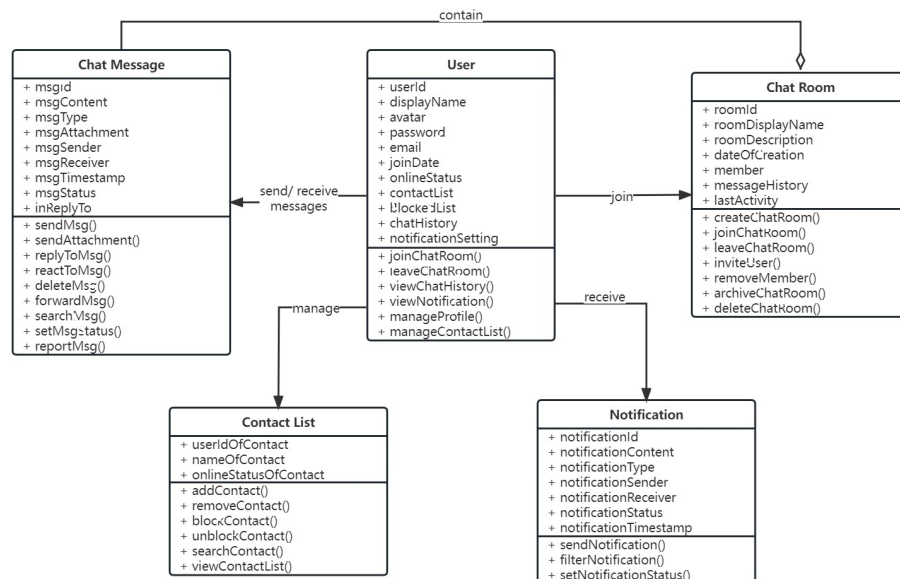 contain
Chat Message
+ msgId
+ msgContent
+ msgType
+ msgAttachment
+ msgSender
+ msgReceiver
+ msgTimestamp
+ msgStatus
+ inReplyTo
+ sendMsg()
+ sendAttachment()
+ replyToMsg()
+ reactToMsg()
+ deleteMsg()
+ forwardMsg()
+ searchMsg()
+ setMsgStatus()
+ reportMsg()
send/ receive
messages
User
+ userId
+ displayName
+ avatar
+ password
+ email
+ joinDate
+ onlineStatus
+ contactList
+ blockedList
+ chatHistory
+ notificationSetting
+ joinChatRoom()
+ leaveChatRoom()
+ viewChatHistory()
+ viewNotification()
+ manageProfile()
+ manageContactList()
join
Chat Room
+ roomId
+ roomDisplayName
+ roomDescription
+ dateOfCreation
+ member
+ messageHistory
+ lastActivity
+ createChatRoom()
+ joinChatRoom()
+ leaveChatRoom()
+ inviteUser()
+ removeMember()
+ archiveChatRoom()
+ deleteChatRoom()
manage
receive
Contact List
+ userIdOfContact
+ nameOfContact
+ onlineStatusOfContact
+ addContact()
+ removeContact()
+ blockContact()
+ unblockContact()
+ searchContact()
+ viewContactList()
Notification
+ notificationId
+ notificationContent
+ notificationType
+ notificationSender
+ notificationReceiver
+ notificationStatus
+ notificationTimestamp
+ sendNotification()
+ filterNotification()
+ setNotificationStatus()